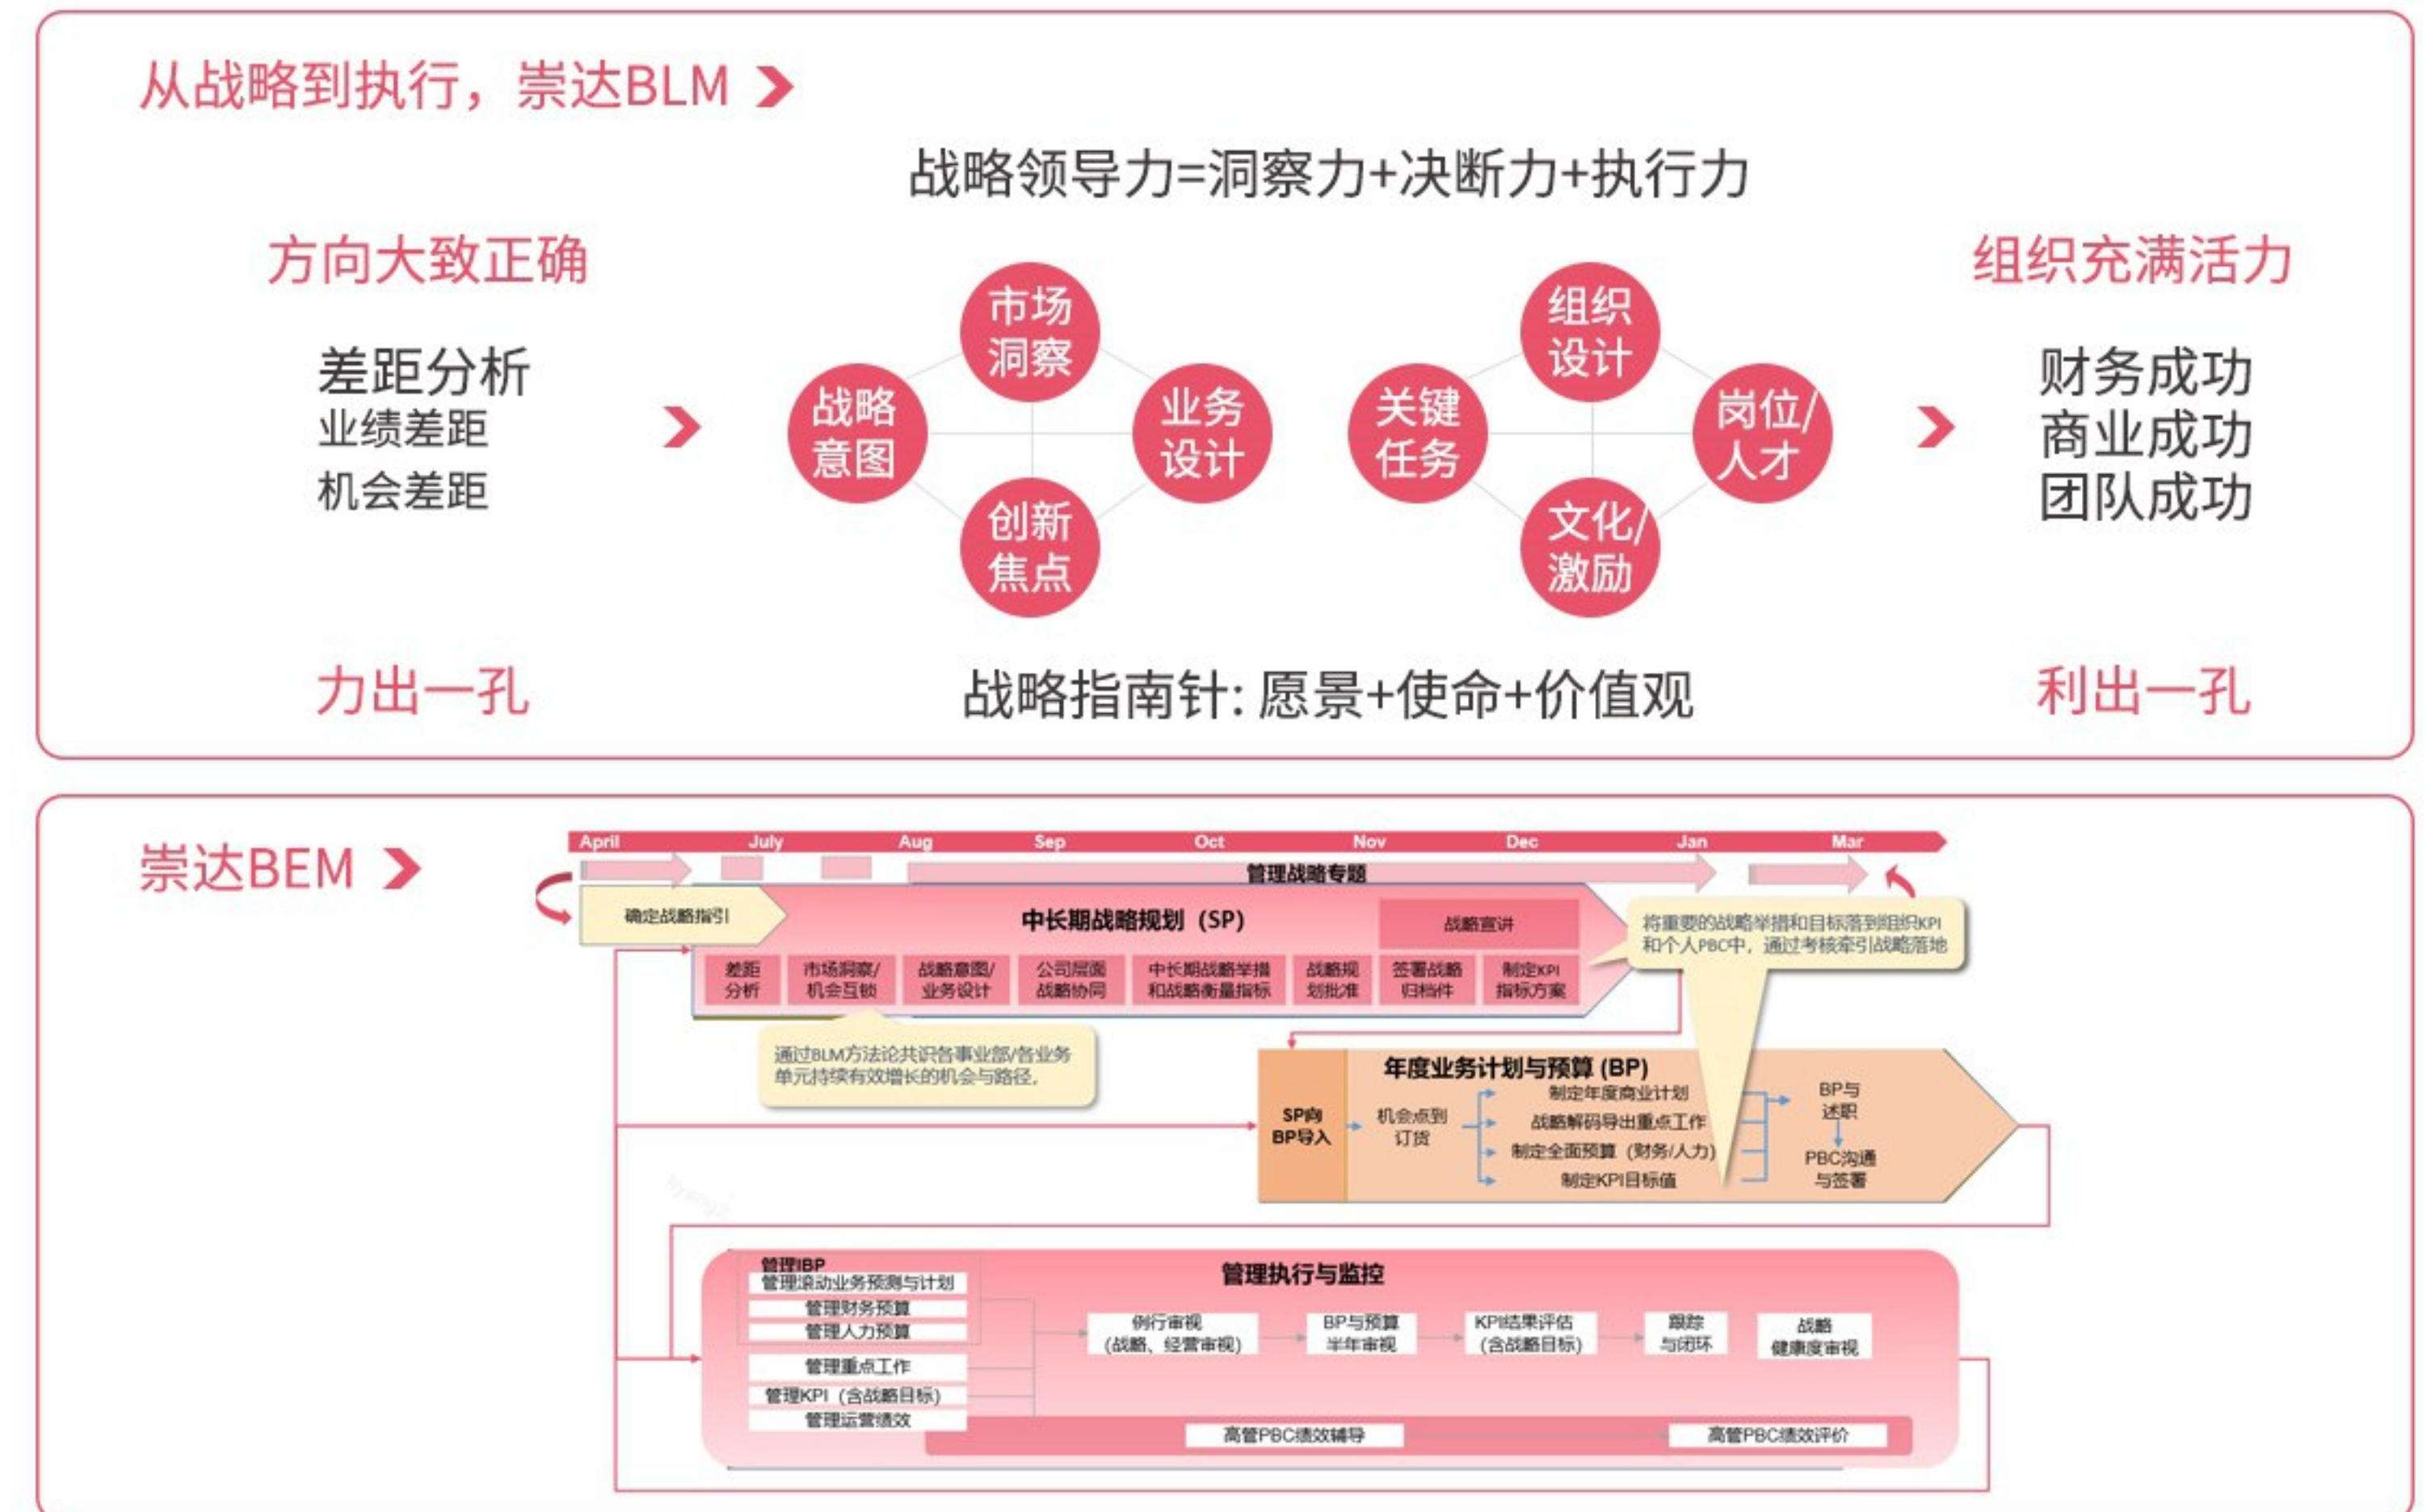 从战略到执行，崇达BLM
战略领导力=洞察力+决断力+执行力
方向大致正确
组织充满活力
差距分析
业绩差距
机会差距
市场
洞察
战略
意图
业务
设计
创新
焦点
组织
设计
关键
任务
岗位/
人才
文化/
激励
财务成功
商业成功
团队成功
力出一孔
战略指南针: 愿景+使命+价值观
利出一孔
崇达BEM
April July Aug Sep Oct Nov Dec Jan Mar
管理战略专题
确定战略指引
中长期战略规划（SP）
战略宣讲
差距
分析
市场洞察/
机会互锁
战略意图/
业务设计
公司层面
战略协同
中长期战略举措
和战略衡量指标
战略规
划批准
签署战略
归档件
制定KPI
指标方案
将重要的战略举措和目标落到组织KPI
和个人PBC中，通过考核牵引战略落地
通过BLM方法论共识各事业部/各业务
单元持续有效增长的机会与路径，
年度业务计划与预算 (BP)
SP向
BP导入
机会点到
订货
制定年度商业计划
战略解码导出重点工作
制定全面预算（财务/人力）
制定KPI目标值
BP与
述职
PBC沟通
与签署
管理执行与监控
管理IBP
管理滚动业务预测与计划
管理财务预算
管理人力预算
管理重点工作
管理KPI（含战略目标）
管理运营绩效
例行审视
(战略、经营审视)
BP与预算
半年审视
KPI结果评估
(含战略目标)
跟踪
与闭环
战略
健康度审视
高管PBC绩效辅导
高管PBC绩效评价